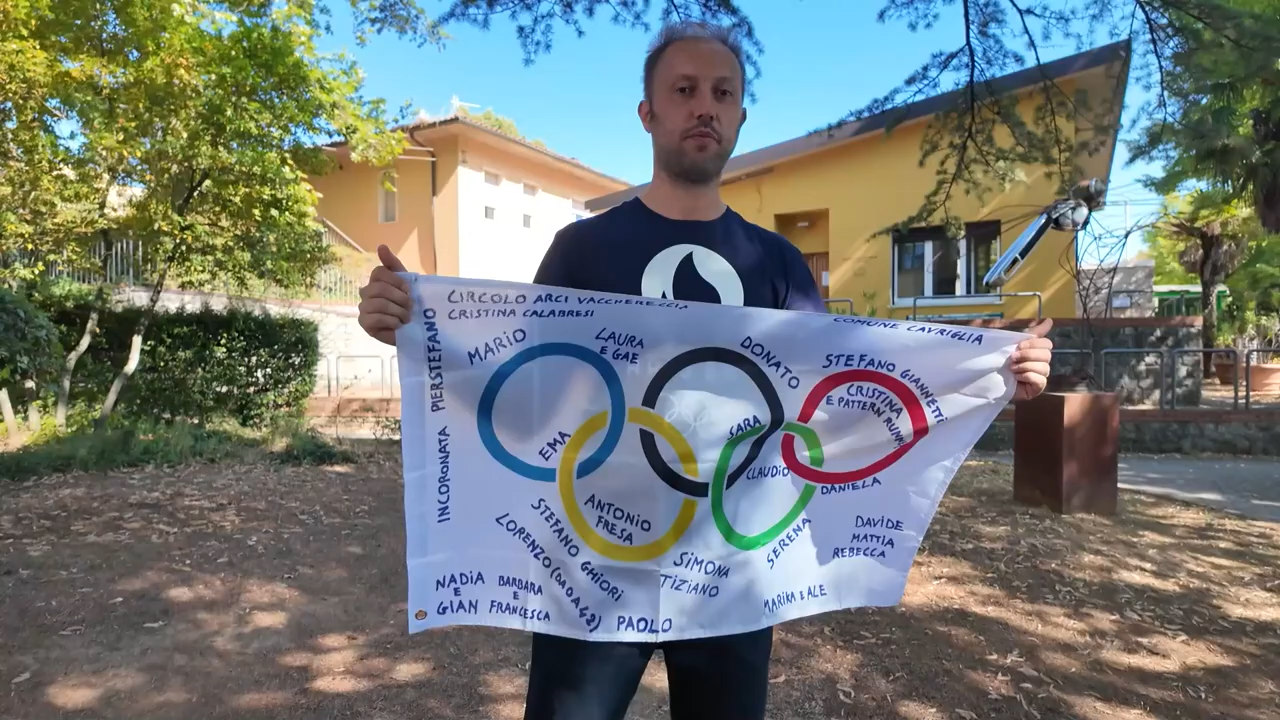 CIRCOLO ARCI VACCHERECCIA
CRISTINA CALABRESI
COMUNE CAVRIGLIA
PIERSTEFANO
INCORONATA
MARIO
LAURA
E GAE
DONATO
STEFANO GIANNETTI
CRISTINA
E PATTERN RUNN
SARA
EMA
CLAUDIO
DANIELA
ANTONIO
FRESA
STEFANO GHIORI
LORENZO (DADA48)
SERENA
DAVIDE
MATTIA
REBECCA
SIMONA
TIZIANO
NADIA
E
GIAN
BARBARA
E
FRANCESCA
PAOLO
MARIKA E ALE